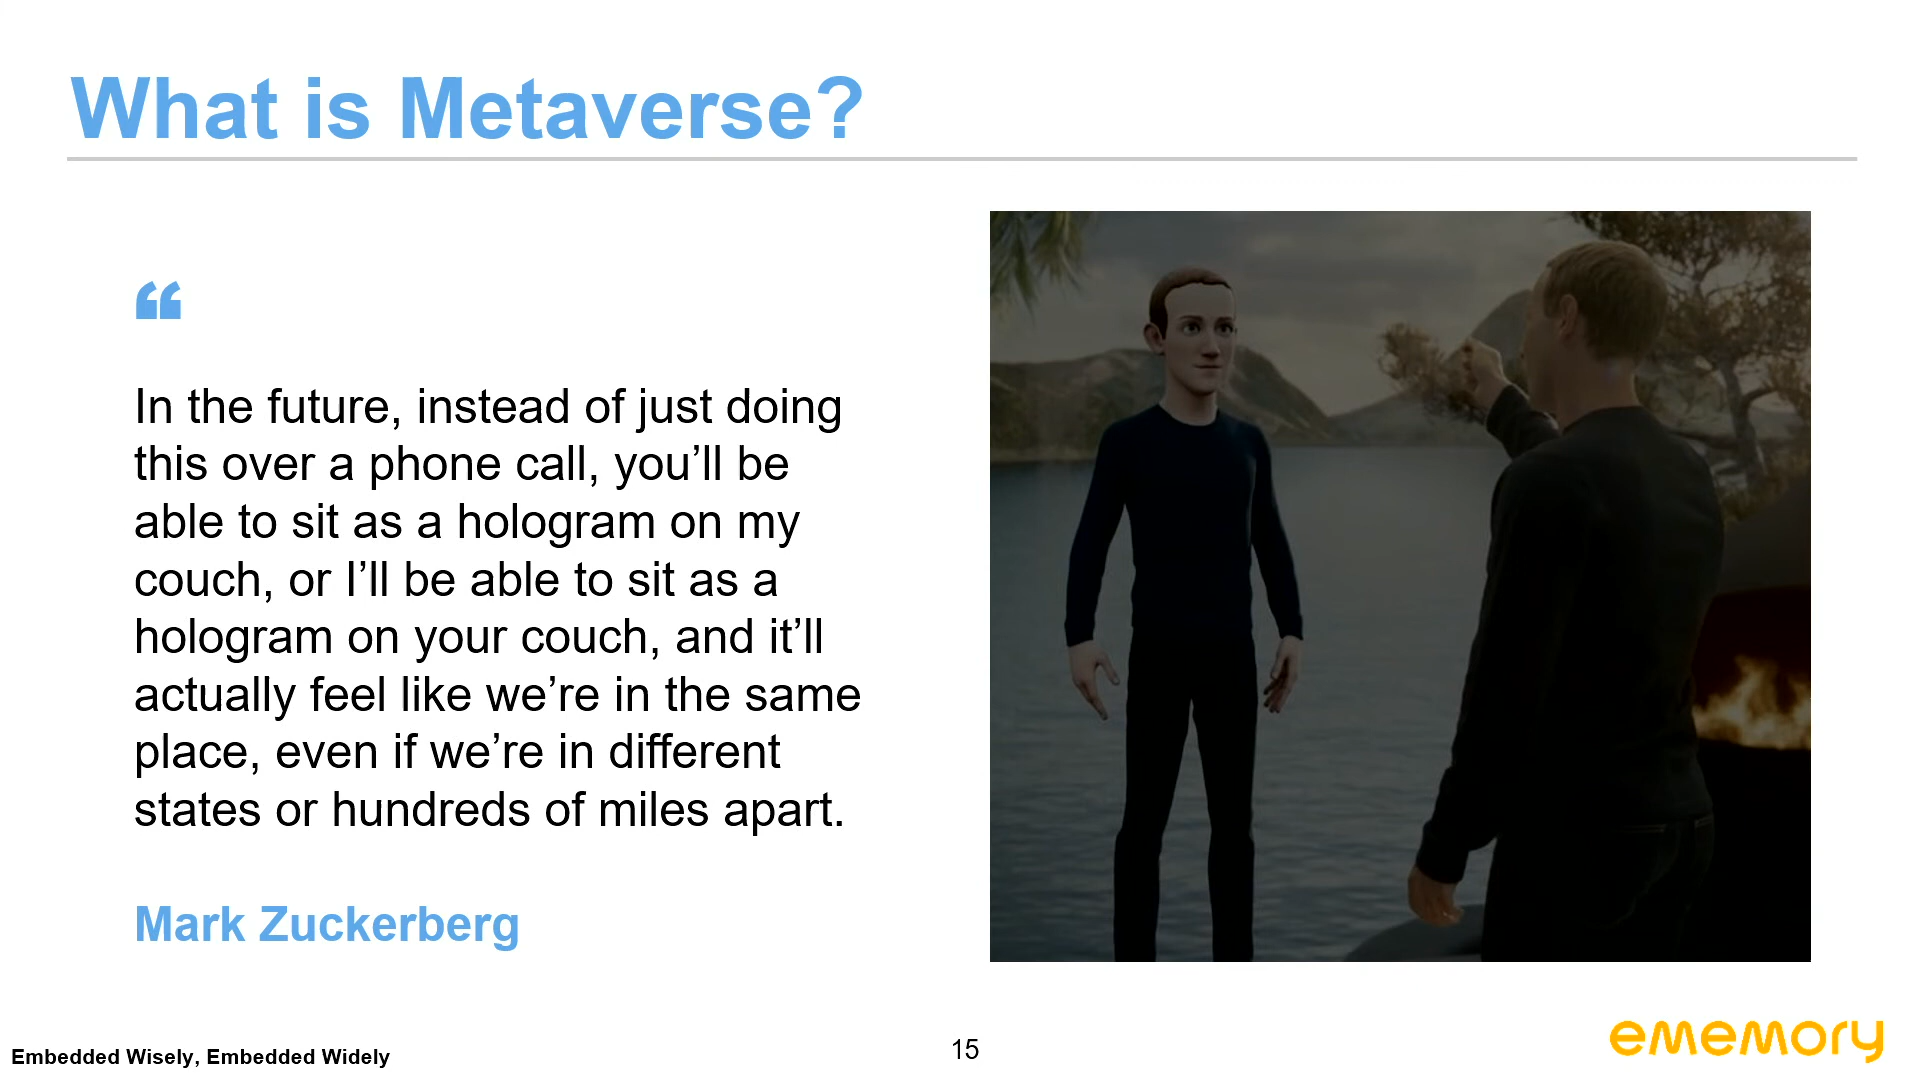 What is Metaverse?
“
In the future, instead of just doing
this over a phone call, you’ll be
able to sit as a hologram on my
couch, or I’ll be able to sit as a
hologram on your couch, and it’ll
actually feel like we’re in the same
place, even if we’re in different
states or hundreds of miles apart.
Mark Zuckerberg
Embedded Wisely, Embedded Widely
15
ememory